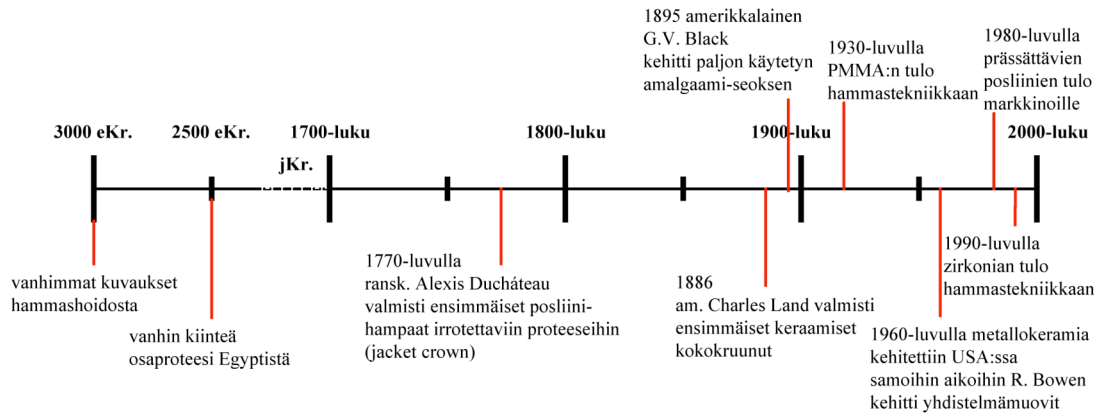 1895 amerikkalainen
G.V. Black
kehitti paljon käytetyn
amalgaami-seoksen
1930-luvulla
PMMA:n tulo
hammastekniikkaan
1980-luvulla
prässättävien
posliinien tulo
markkinoille
3000 eKr.
2500 eKr.
jKr.
1700-luku
1800-luku
1900-luku
2000-luku
vanhimmat kuvaukset
hammashoidosta
vanhin kiinteä
osaproteesi Egyptistä
1770-luvulla
ransk. Alexis Ducháteau
valmisti ensimmäiset posliini-
hampaat irrotettaviin proteeseihin
(jacket crown)
1886
am. Charles Land valmisti
ensimmäiset keraamiset
kokokruunut
1990-luvulla
zirkonian tulo
hammastekniikkaan
1960-luvulla metallokeramia
kehitettiin USA:ssa
samoihin aikoihin R. Bowen
kehitti yhdistelmämuovit